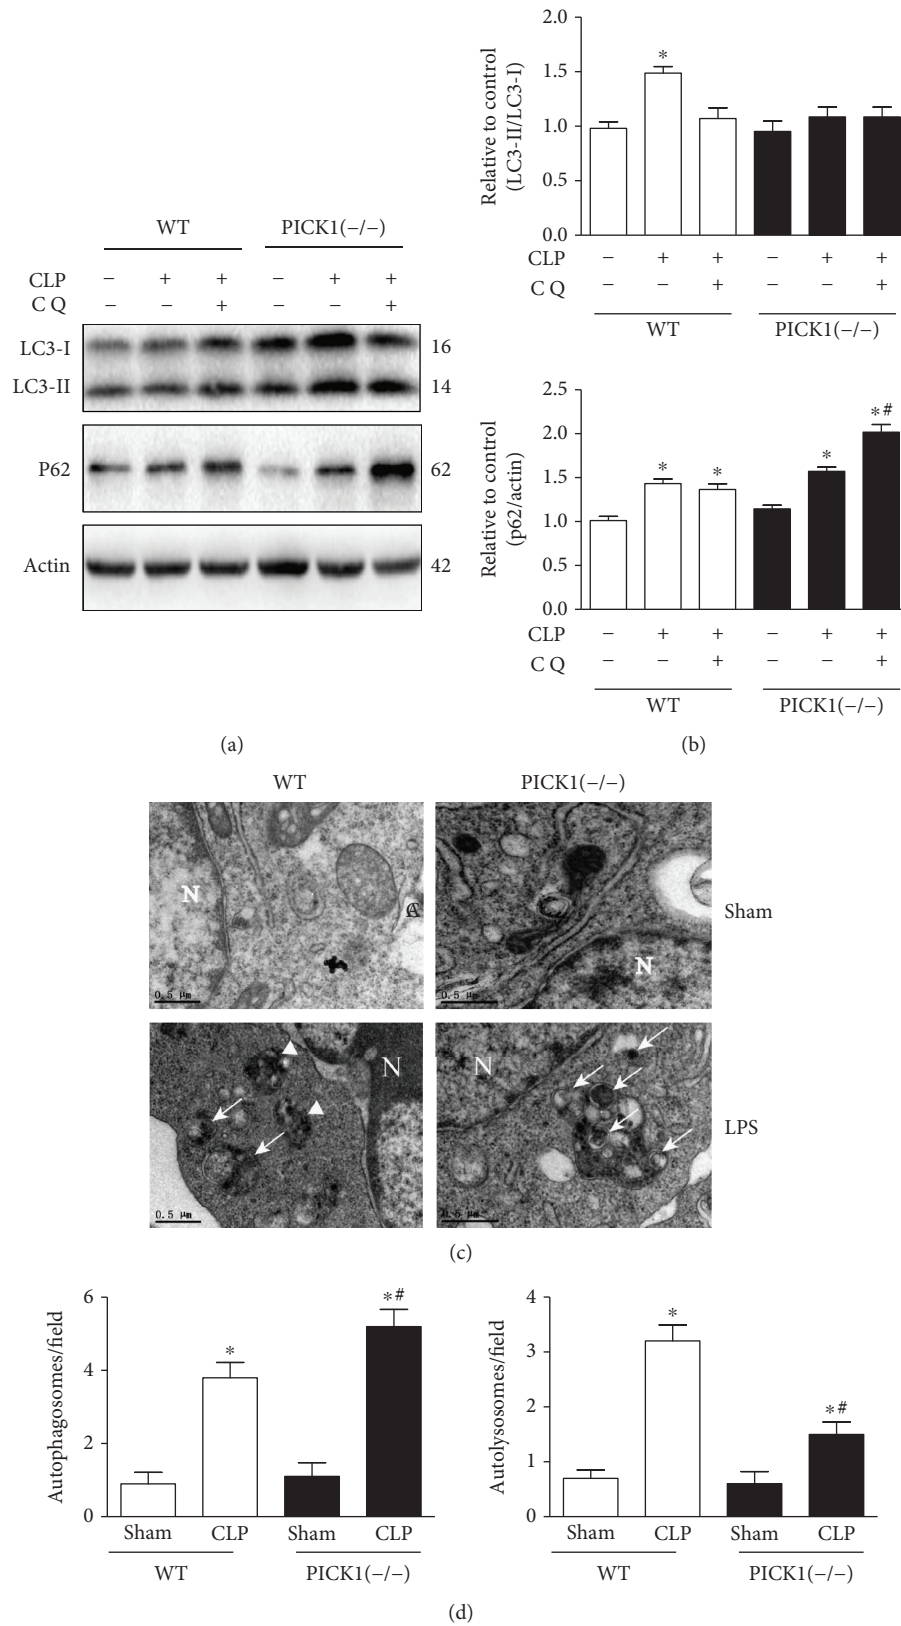 WT PICK1(−/−)
CLP − + + − + +
C Q − − + − − +
LC3-I 16
LC3-II 14
P62 62
Actin 42
(a)
Relative to control
(LC3-II/LC3-I)
2.0
1.5
1.0
0.5
0.0
*
CLP − + + − + +
C Q − − + − − +
WT PICK1(−/−)
Relative to control
(p62/actin)
2.5
2.0
1.5
1.0
0.5
0.0
* * * *#
CLP − + + − + +
C Q − − + − − +
WT PICK1(−/−)
(b)
WT PICK1(−/−)
N
N
Sham
0.5 μm
0.5 μm
N
N
LPS
0.5 μm
0.5 μm
(c)
Autophagosomes/field
6
4
2
0
* *#
Sham CLP Sham CLP
WT PICK1(−/−)
Autolysosomes/field
4
3
2
1
0
* *#
Sham CLP Sham CLP
WT PICK1(−/−)
(d)